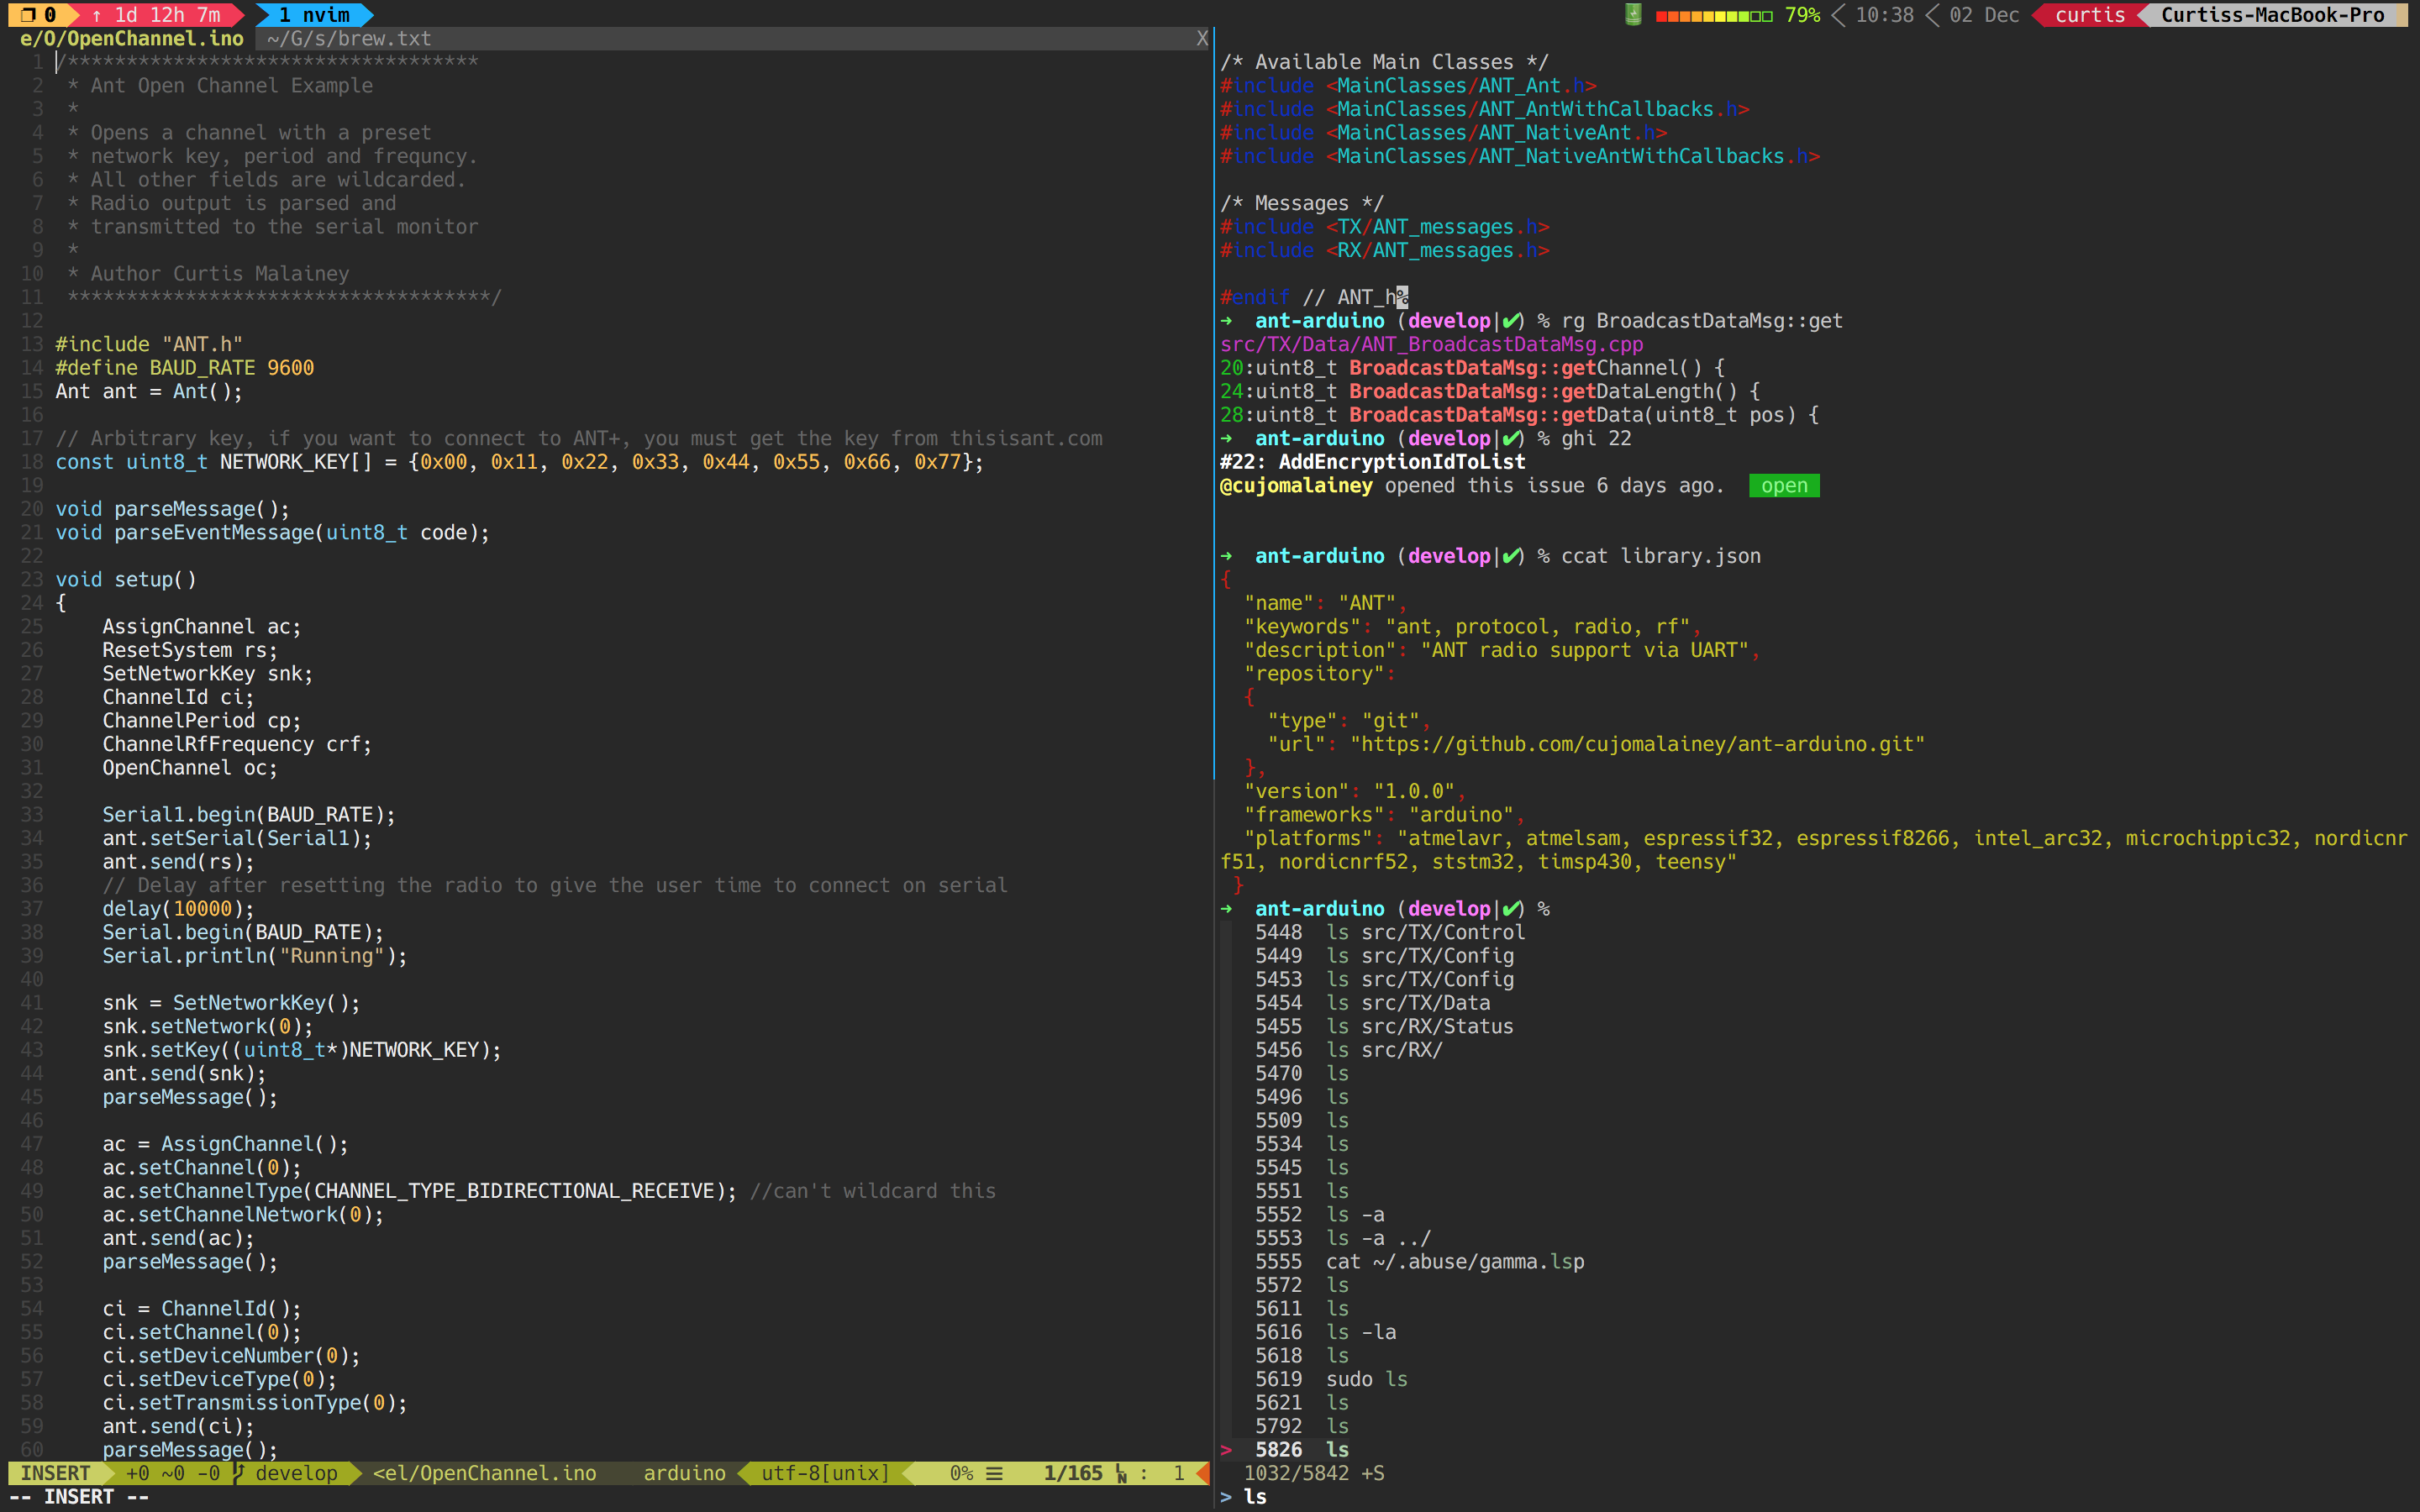 ❐ 0 ↑ 1d 12h 7m 1 nvim 79% 10:38 02 Dec curtis Curtiss-MacBook-Pro
e/O/OpenChannel.ino ~/G/s/brew.txt X
1 /***********************************
2 * Ant Open Channel Example
3 *
4 * Opens a channel with a preset
5 * network key, period and frequncy.
6 * All other fields are wildcarded.
7 * Radio output is parsed and
8 * transmitted to the serial monitor
9 *
10 * Author Curtis Malainey
11 ************************************/
12
13 #include "ANT.h"
14 #define BAUD_RATE 9600
15 Ant ant = Ant();
16
17 // Arbitrary key, if you want to connect to ANT+, you must get the key from thisisant.com
18 const uint8_t NETWORK_KEY[] = {0x00, 0x11, 0x22, 0x33, 0x44, 0x55, 0x66, 0x77};
19
20 void parseMessage();
21 void parseEventMessage(uint8_t code);
22
23 void setup()
24 {
25 AssignChannel ac;
26 ResetSystem rs;
27 SetNetworkKey snk;
28 ChannelId ci;
29 ChannelPeriod cp;
30 ChannelRfFrequency crf;
31 OpenChannel oc;
32
33 Serial1.begin(BAUD_RATE);
34 ant.setSerial(Serial1);
35 ant.send(rs);
36 // Delay after resetting the radio to give the user time to connect on serial
37 delay(10000);
38 Serial.begin(BAUD_RATE);
39 Serial.println("Running");
40
41 snk = SetNetworkKey();
42 snk.setNetwork(0);
43 snk.setKey((uint8_t*)NETWORK_KEY);
44 ant.send(snk);
45 parseMessage();
46
47 ac = AssignChannel();
48 ac.setChannel(0);
49 ac.setChannelType(CHANNEL_TYPE_BIDIRECTIONAL_RECEIVE); //can't wildcard this
50 ac.setChannelNetwork(0);
51 ant.send(ac);
52 parseMessage();
53
54 ci = ChannelId();
55 ci.setChannel(0);
56 ci.setDeviceNumber(0);
57 ci.setDeviceType(0);
58 ci.setTransmissionType(0);
59 ant.send(ci);
60 parseMessage();
INSERT +0 ~0 -0 develop <el/OpenChannel.ino arduino utf-8[unix] 0% ☰ 1/165 ␤ : 1
-- INSERT --
/* Available Main Classes */
#include <MainClasses/ANT_Ant.h>
#include <MainClasses/ANT_AntWithCallbacks.h>
#include <MainClasses/ANT_NativeAnt.h>
#include <MainClasses/ANT_NativeAntWithCallbacks.h>
/* Messages */
#include <TX/ANT_messages.h>
#include <RX/ANT_messages.h>
#endif // ANT_h%
➜ ant-arduino (develop|✔) % rg BroadcastDataMsg::get
src/TX/Data/ANT_BroadcastDataMsg.cpp
20:uint8_t BroadcastDataMsg::getChannel() {
24:uint8_t BroadcastDataMsg::getDataLength() {
28:uint8_t BroadcastDataMsg::getData(uint8_t pos) {
➜ ant-arduino (develop|✔) % ghi 22
#22: AddEncryptionIdToList
@cujomalainey opened this issue 6 days ago. open
➜ ant-arduino (develop|✔) % ccat library.json
{
"name": "ANT",
"keywords": "ant, protocol, radio, rf",
"description": "ANT radio support via UART",
"repository":
{
"type": "git",
"url": "https://github.com/cujomalainey/ant-arduino.git"
},
"version": "1.0.0",
"frameworks": "arduino",
"platforms": "atmelavr, atmelsam, espressif32, espressif8266, intel_arc32, microchippic32, nordicnr
f51, nordicnrf52, ststm32, timsp430, teensy"
}
➜ ant-arduino (develop|✔) %
5448 ls src/TX/Control
5449 ls src/TX/Config
5453 ls src/TX/Config
5454 ls src/TX/Data
5455 ls src/RX/Status
5456 ls src/RX/
5470 ls
5496 ls
5509 ls
5534 ls
5545 ls
5551 ls
5552 ls -a
5553 ls -a ../
5555 cat ~/.abuse/gamma.lsp
5572 ls
5611 ls
5616 ls -la
5618 ls
5619 sudo ls
5621 ls
5792 ls
> 5826 ls
1032/5842 +S
> ls